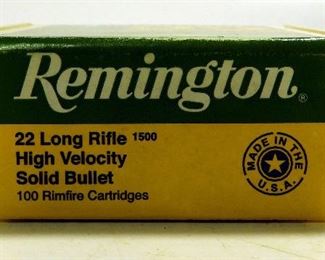 Remington®
22 Long Rifle 1500
High Velocity
Solid Bullet
100 Rimfire Cartridges
MADE IN THE
U.S.A.